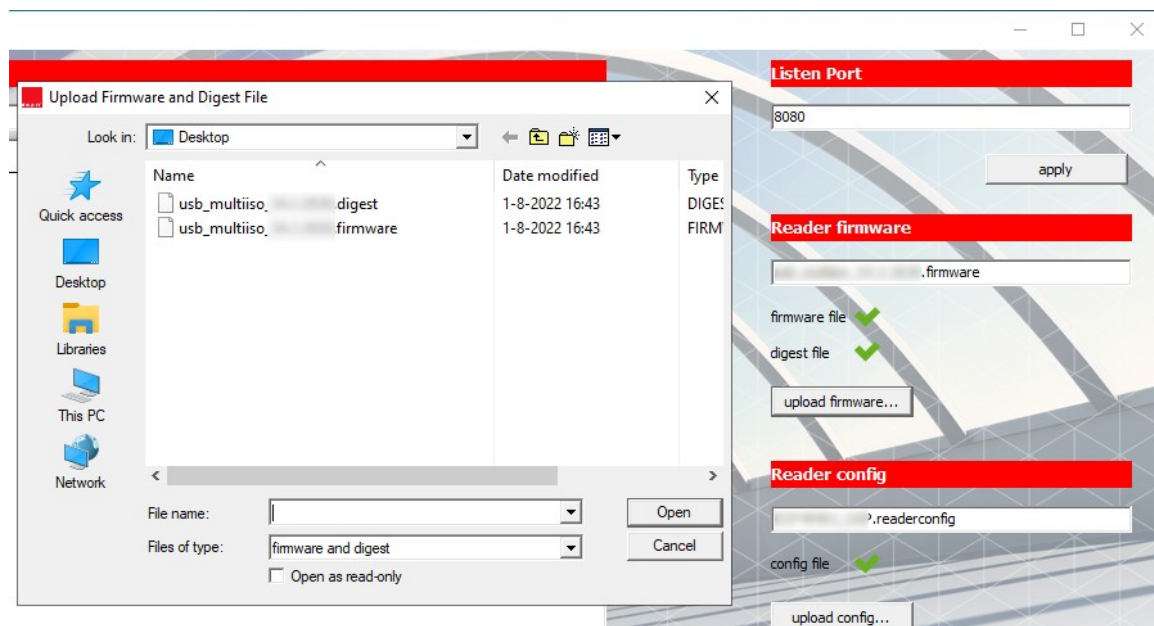 Upload Firmware and Digest File
Look in:
Desktop
Name
Date modified
Type
usb_multiiso_ .digest
1-8-2022 16:43
DIGES
usb_multiiso_ .firmware
1-8-2022 16:43
FIRM
Quick access
Desktop
Libraries
This PC
Network
File name:
Open
Files of type:
firmware and digest
Cancel
Open as read-only
Listen Port
8080
apply
Reader firmware
.firmware
firmware file
digest file
upload firmware...
Reader config
P.readerconfig
config file
upload config...